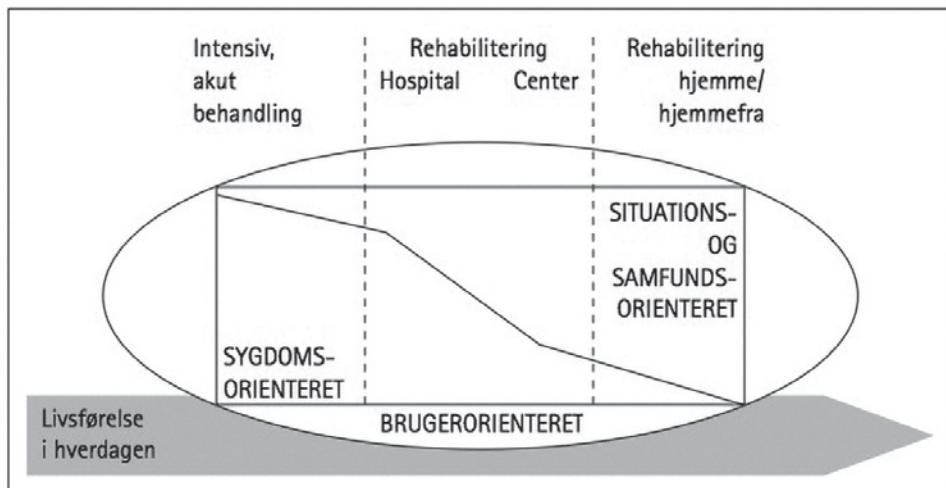 Intensiv,
akut
behandling
Rehabilitering
Hospital Center
Rehabilitering
hjemme/
hjemmefra
SITUATIONS-
OG
SAMFUNDS-
ORIENTERET
SYGDOMS-
ORIENTERET
BRUGERORIENTERET
Livsførelse
i hverdagen